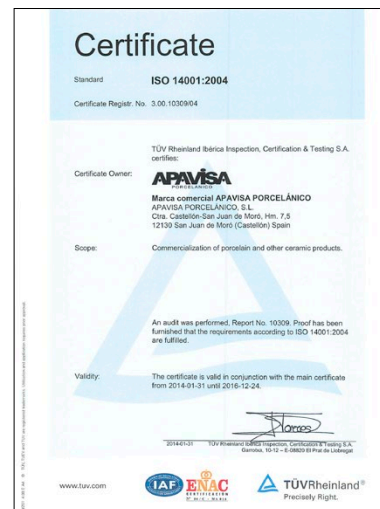 Certificate
Standard ISO 14001:2004
Certificate Registr. No. 3.00.10309/04
TÜV Rheinland Ibérica Inspection, Certification & Testing S.A.
certifies:
Certificate Owner:
APAVISA
PORCELÁNICO
Marca comercial APAVISA PORCELÁNICO
APAVISA PORCELÁNICO, S.L.
Ctra. Castellón-San Juan de Moró, Hm. 7,5
12130 San Juan de Moró (Castellón) Spain
Scope: Commercialization of porcelain and other ceramic products.
An audit was performed, Report No. 10309. Proof has been
furnished that the requirements according to ISO 14001:2004
are fulfilled.
Validity: The certificate is valid in conjunction with the main certificate
from 2014-01-31 until 2016-12-24.
2014-01-31 TÜV Rheinland Ibérica Inspection, Certification & Testing S.A.
Garrotxa, 10-12 – E-08820 El Prat de Llobregat
www.tuv.com
IAF
ENAC
CERTIFICACIÓN
TÜVRheinland®
Precisely Right.